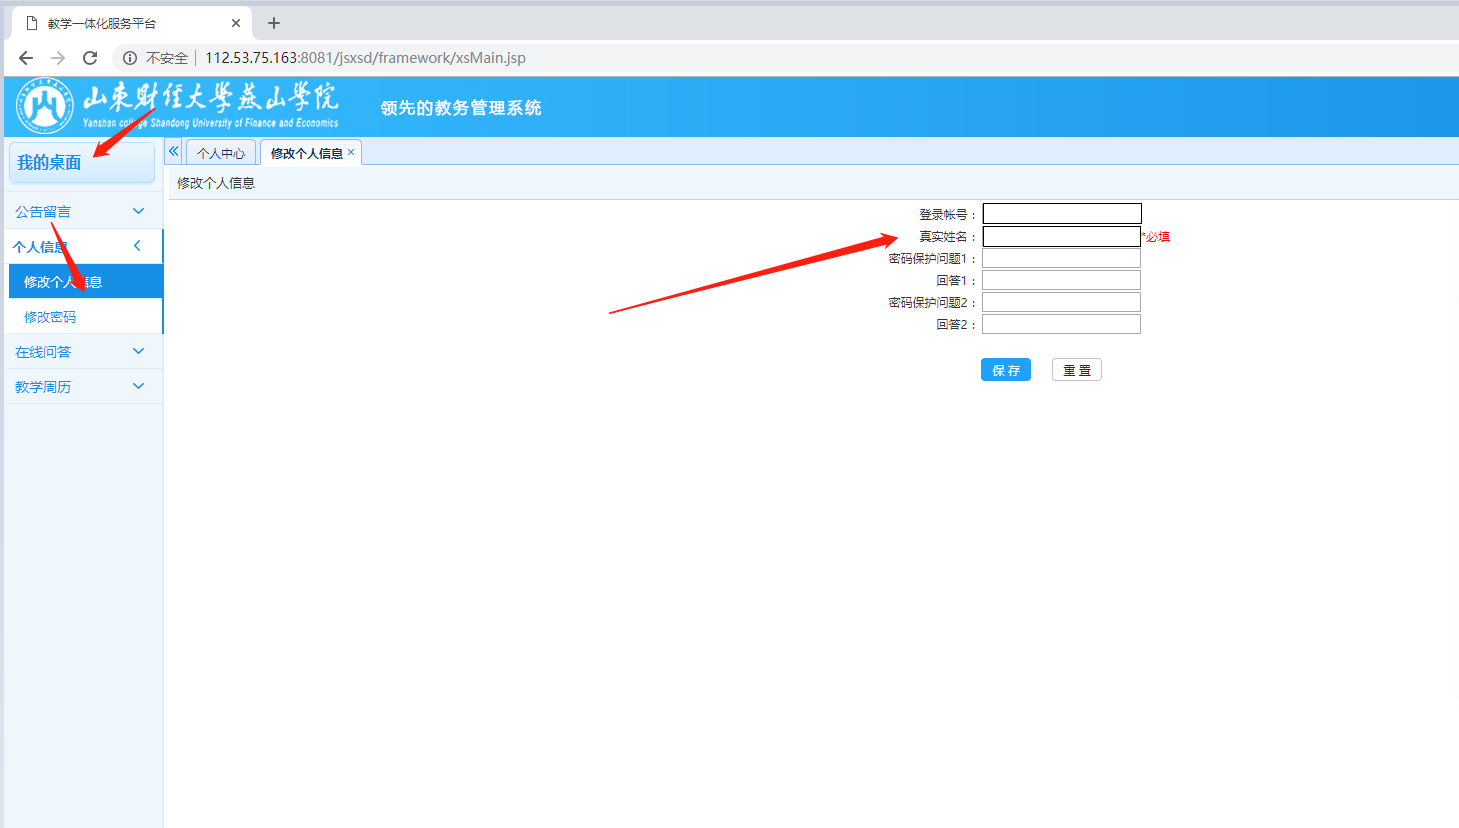 教学一体化服务平台
不安全 112.53.75.163:8081/jsxsd/framework/xsMain.jsp
山东财经大学燕山学院
Yanshan college Shandong University of Finance and Economics
领先的教务管理系统
我的桌面
公告留言
个人信息
修改个人信息
修改密码
在线问答
教学周历
个人中心
修改个人信息
修改个人信息
登录帐号：
真实姓名： *必填
密码保护问题1：
回答1：
密码保护问题2：
回答2：
保存 重置